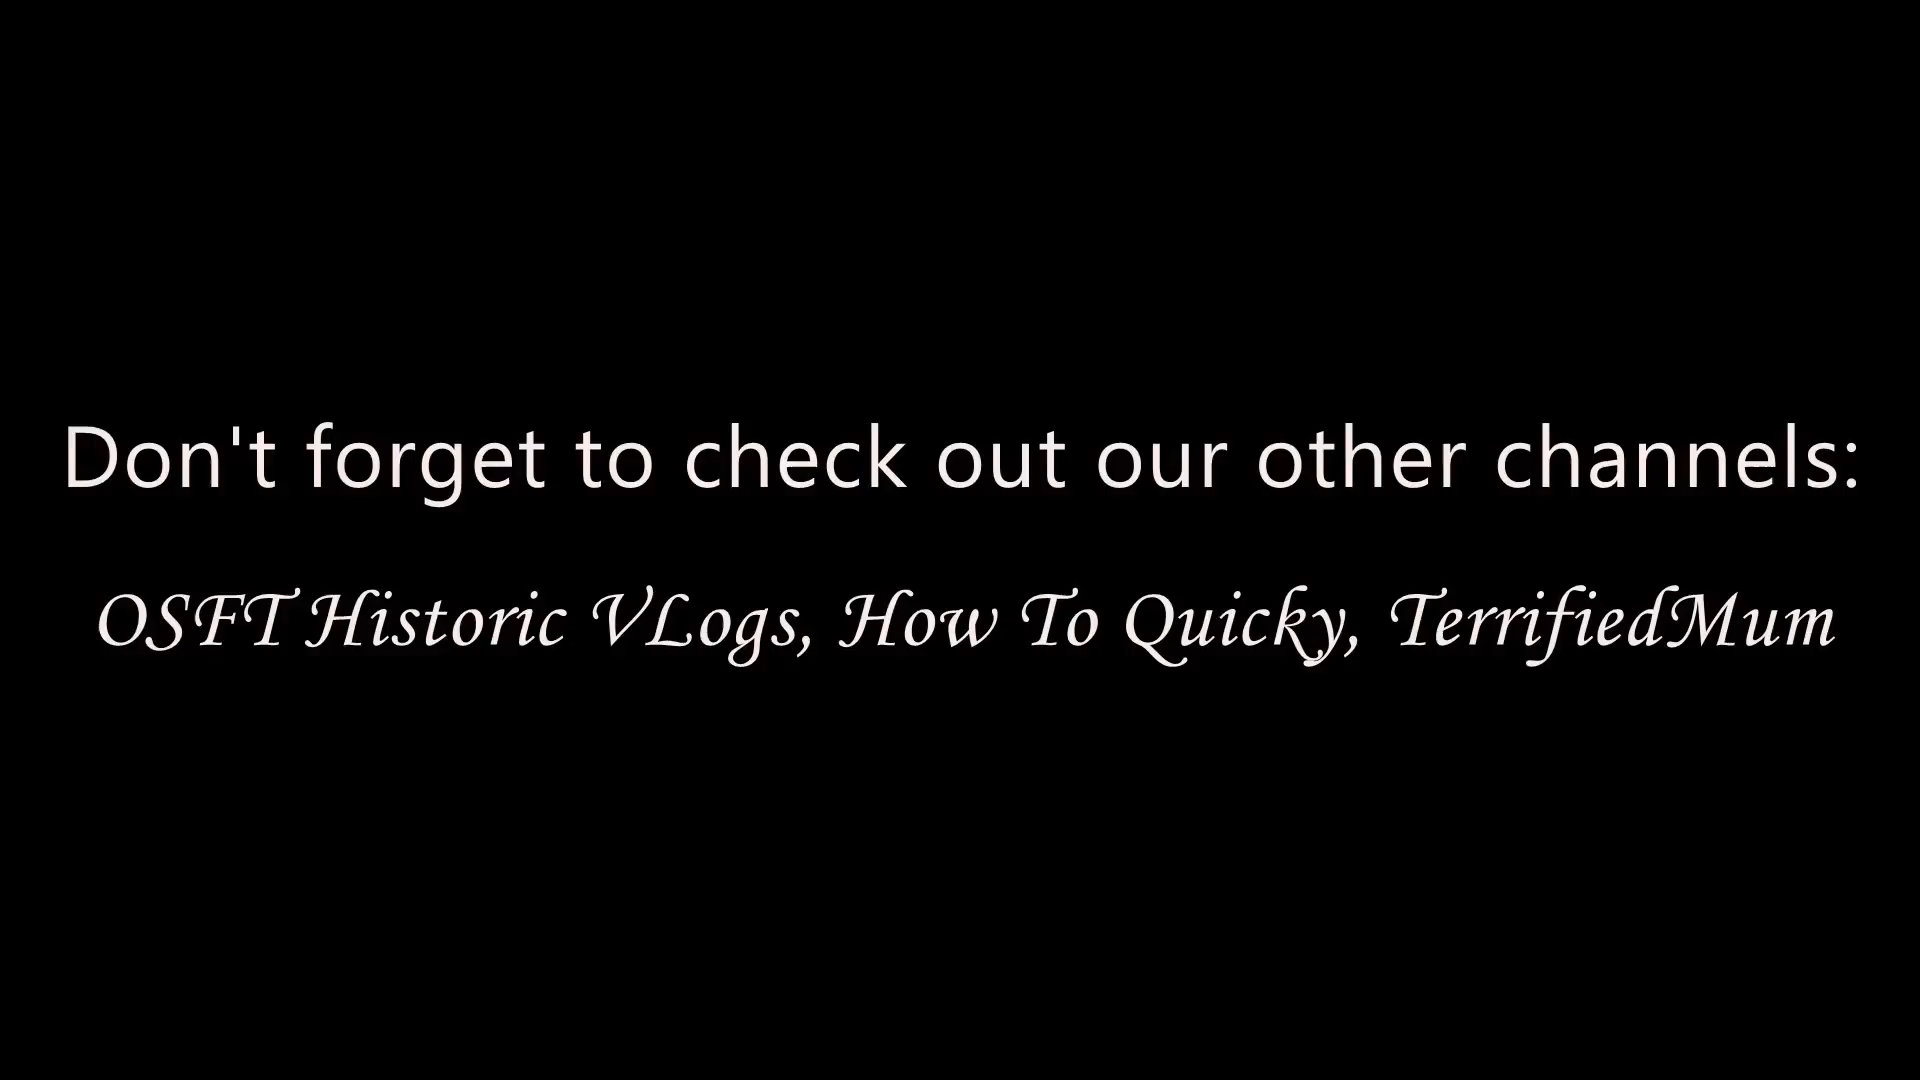 Don't forget to check out our other channels:
OSFT Historic VLogs, How To Quicky, TerrifiedMum